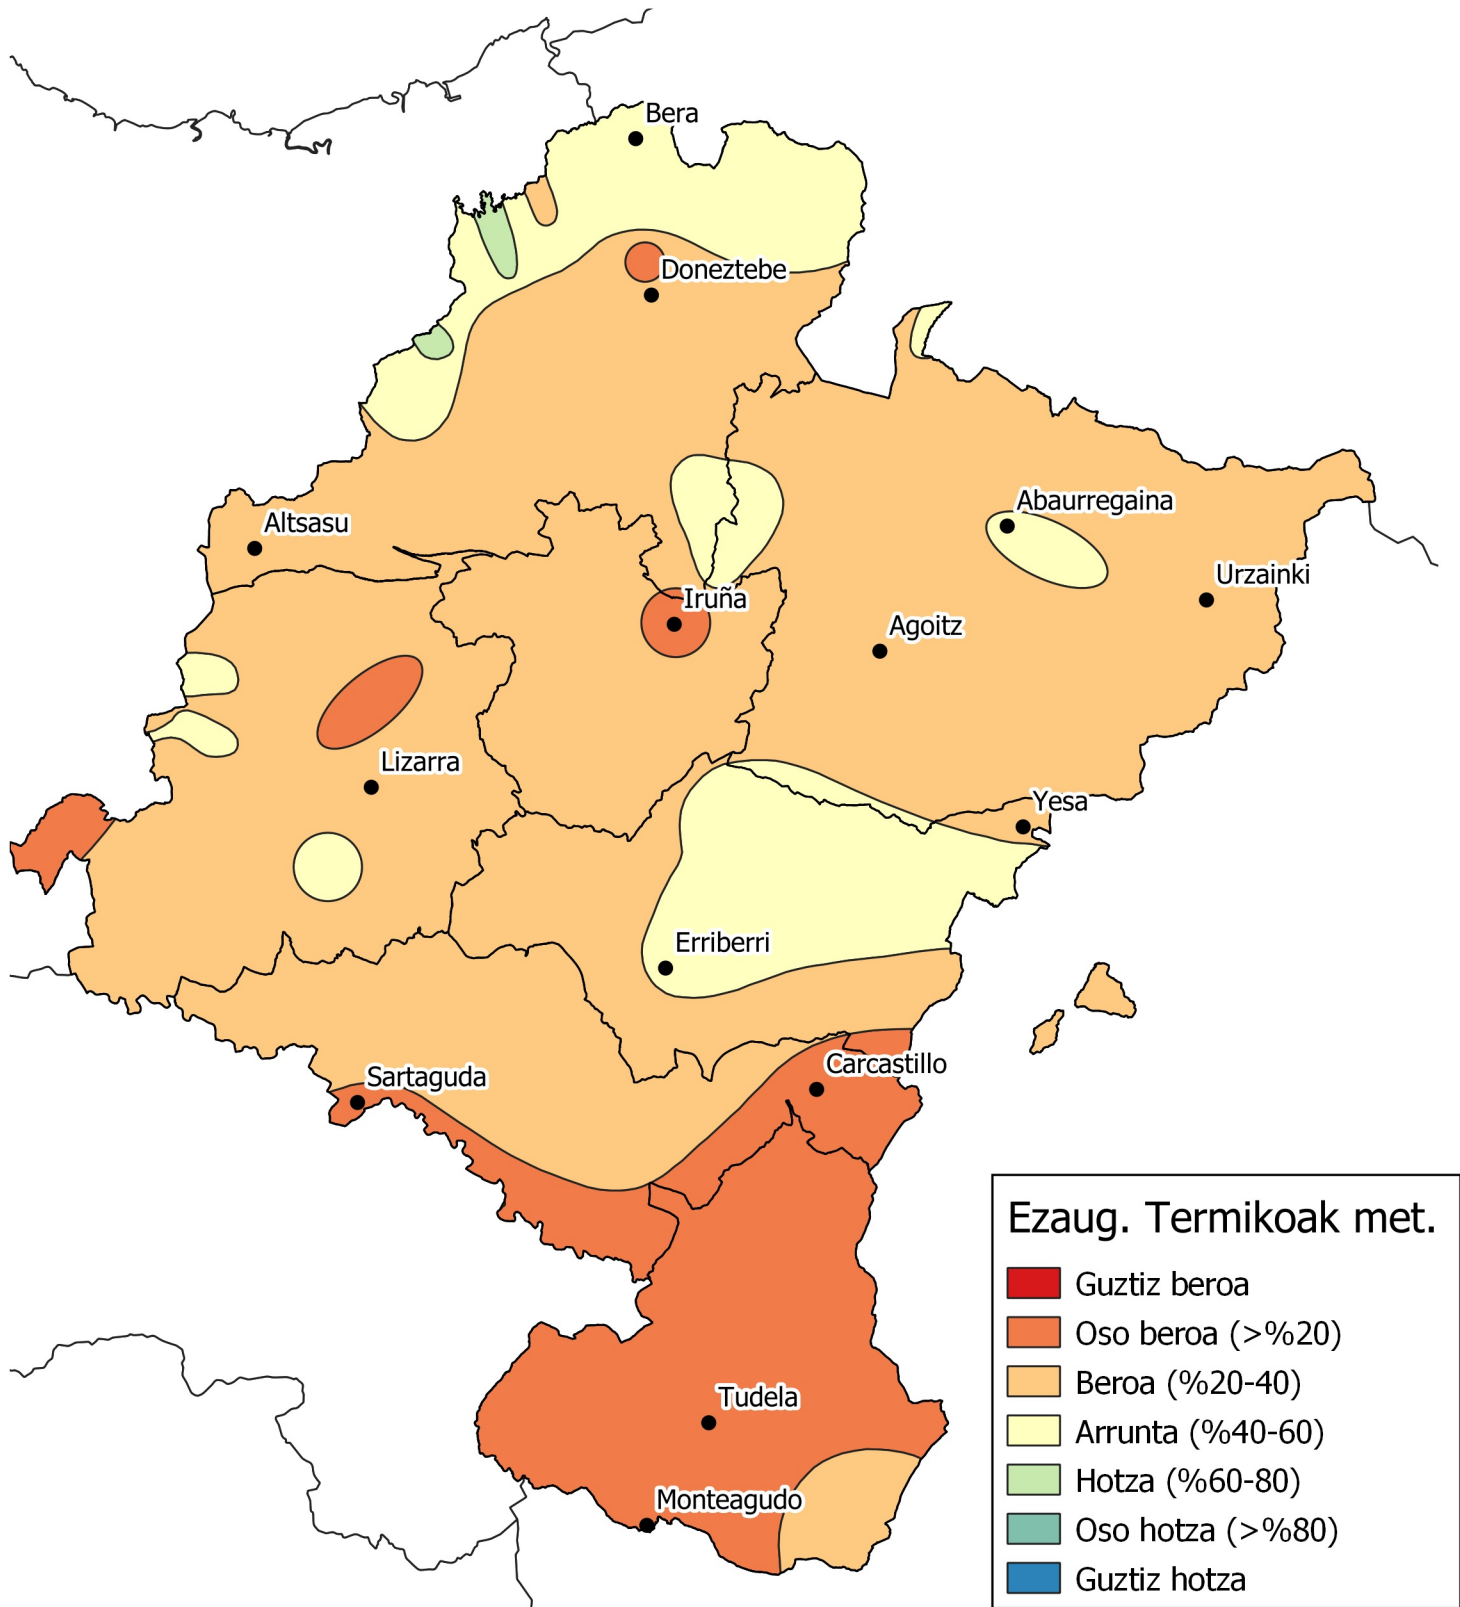 Bera
Doneztebe
Abaurregaina
Altsasu
Urzainki
Iruña
Agoitz
Lizarra
Yesa
Erriberri
Carcastillo
Sartaguda
Tudela
Monteagudo
Ezaug. Termikoak met.
Guztiz beroa
Oso beroa (>%20)
Beroa (%20-40)
Arrunta (%40-60)
Hotza (%60-80)
Oso hotza (>%80)
Guztiz hotza